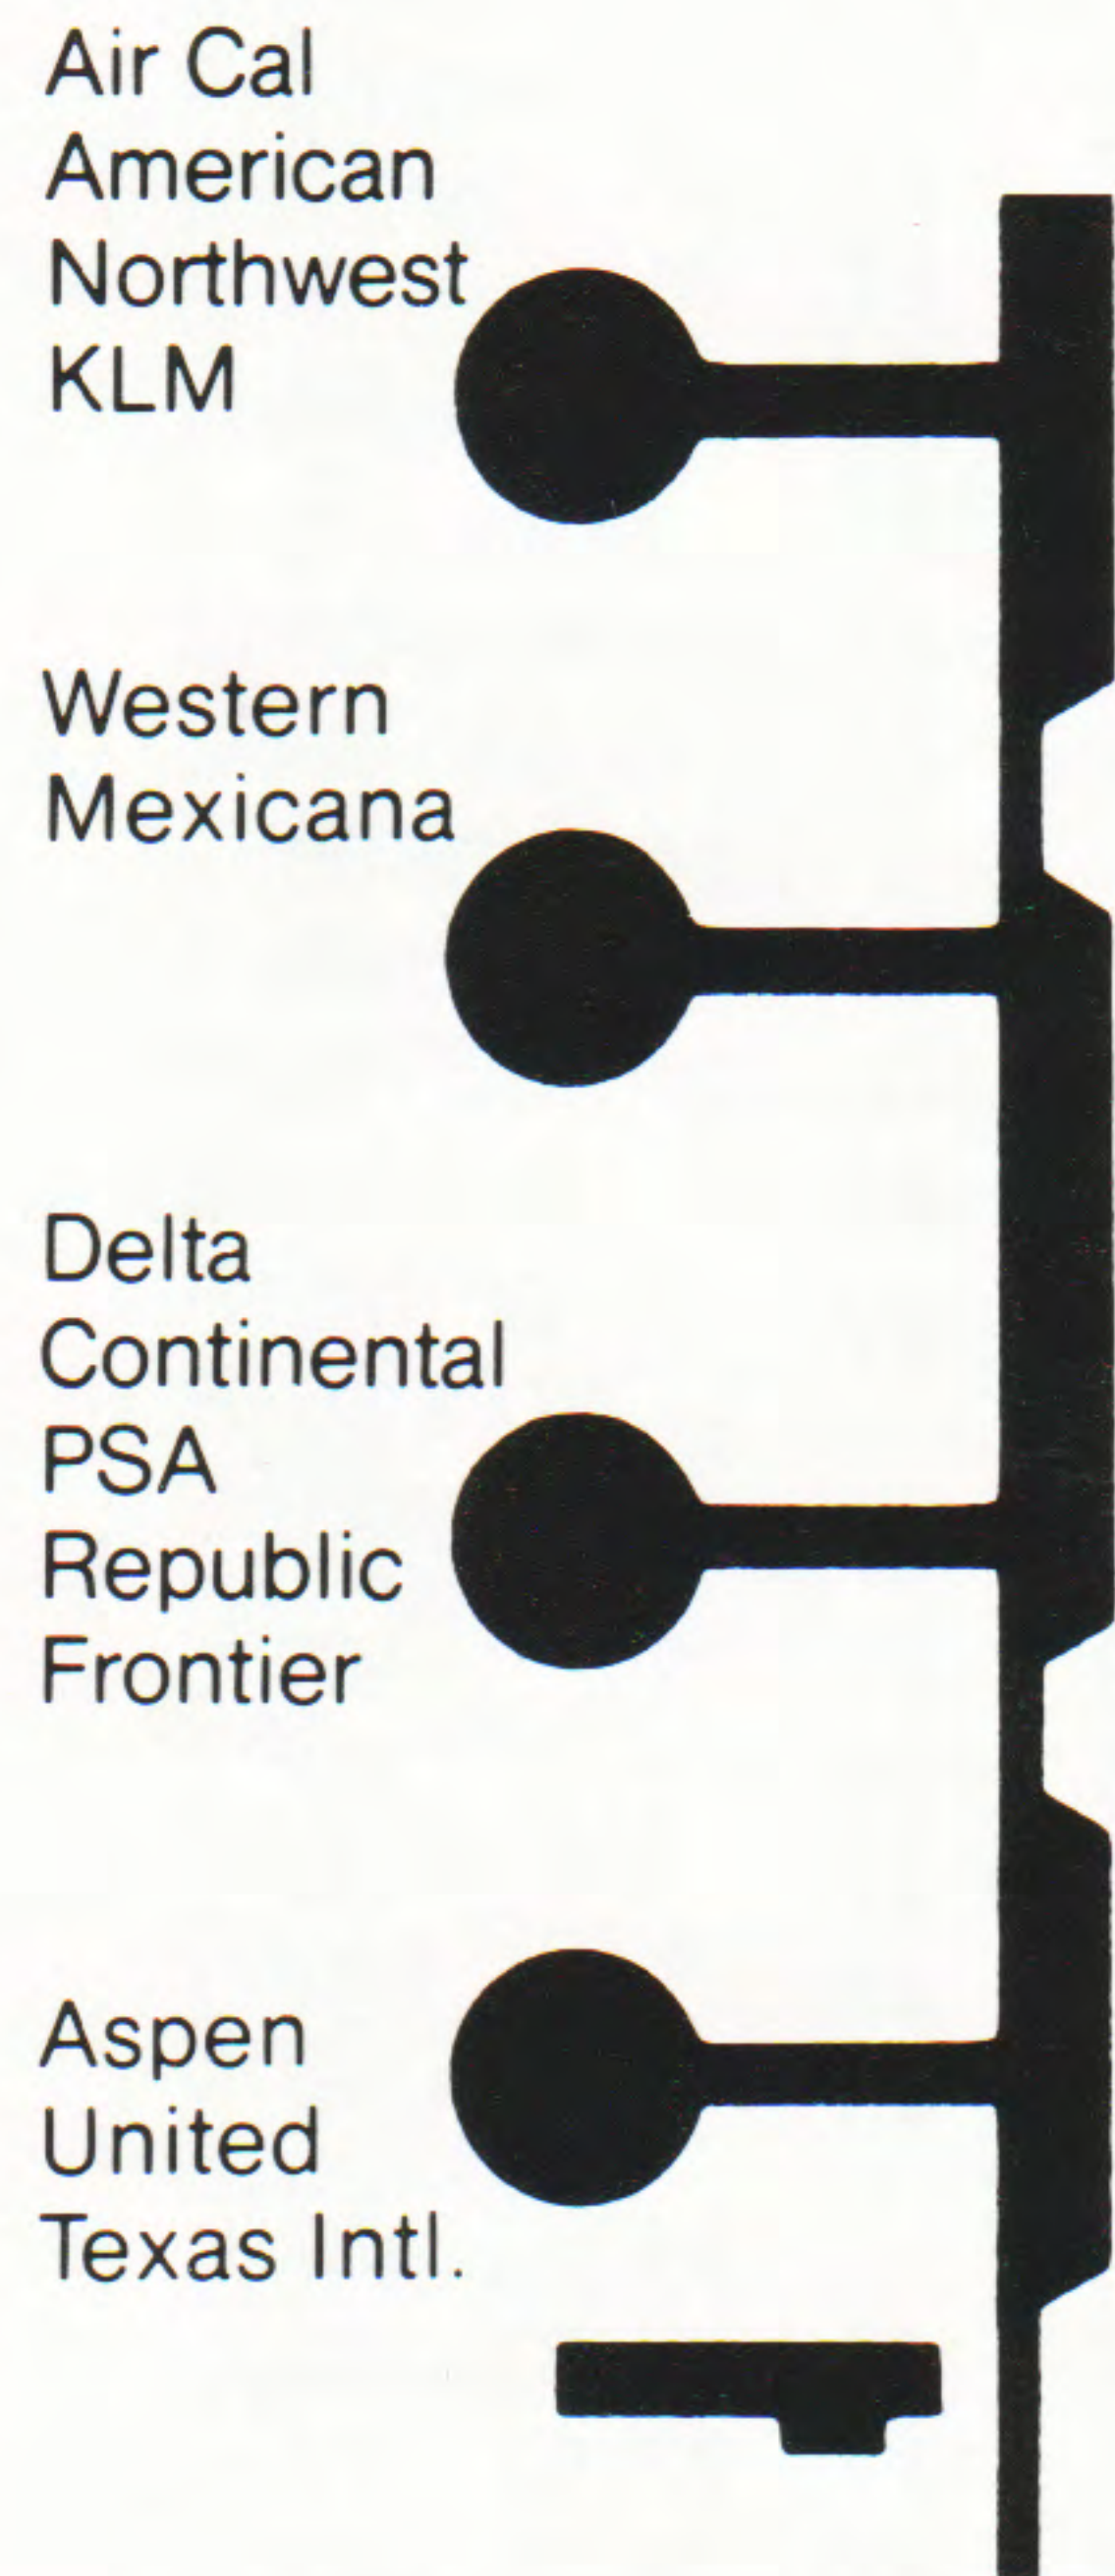 Air Cal
American
Northwest
KLM
Western
Mexicana
Delta
Continental
PSA
Republic
Frontier
Aspen
United
Texas Intl.